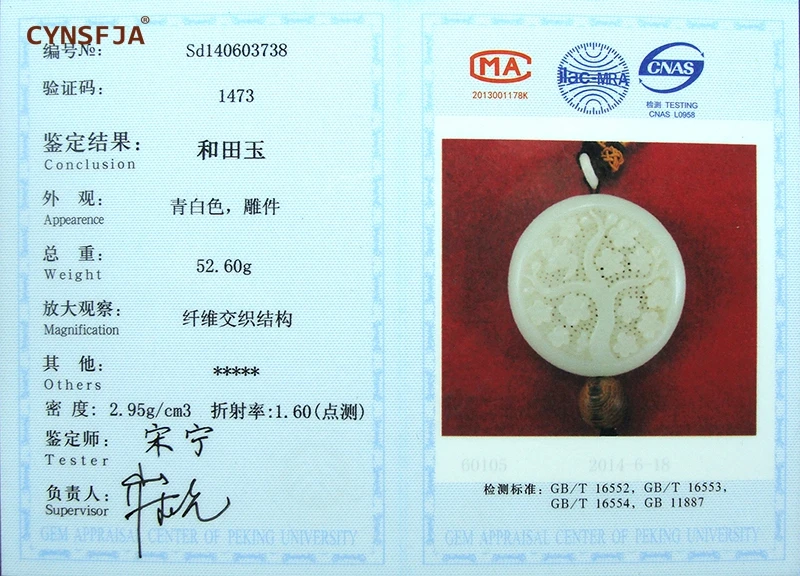 CYNSFJA®
编号№: Sd140603738
验证码: 1473
鉴定结果: 和田玉
Conclusion
外 观: 青白色，雕件
Appearence
总 重: 52.60g
Weight
放大观察: 纤维交织结构
Magnification
其 他: *****
Others
密 度: 2.95g/cm3 折射率:1.60(点测)
鉴定师: 宋宁
Tester
负责人:
Supervisor
GEM APPRAISAL CENTER OF PEKING UNIVERSITY
CMA
2013001178K
ilac-MRA
CNAS
检测 TESTING
CNAS L0958
60105 2014-6-18
检测标准: GB/T 16552, GB/T 16553,
GB/T 16554, GB 11887
GEM APPRAISAL CENTER OF PEKING UNIVERSITY